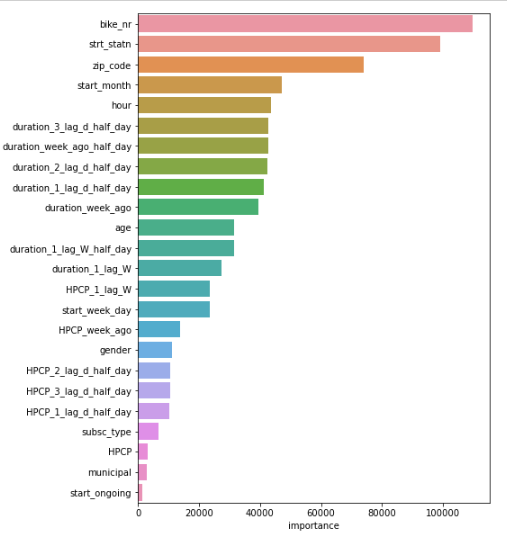 bike_nr
strt_statn
zip_code
start_month
hour
duration_3_lag_d_half_day
duration_week_ago_half_day
duration_2_lag_d_half_day
duration_1_lag_d_half_day
duration_week_ago
age
duration_1_lag_W_half_day
duration_1_lag_W
HPCP_1_lag_W
start_week_day
HPCP_week_ago
gender
HPCP_2_lag_d_half_day
HPCP_3_lag_d_half_day
HPCP_1_lag_d_half_day
subsc_type
HPCP
municipal
start_ongoing
0 20000 40000 60000 80000 100000
importance